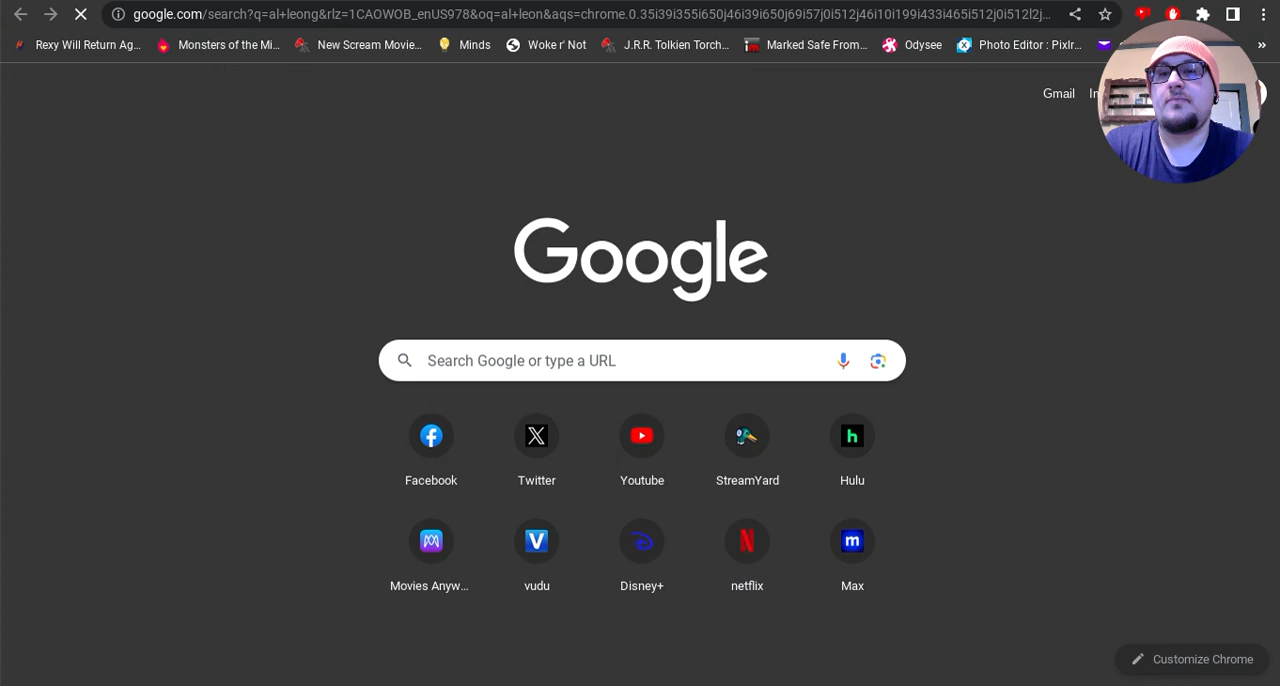 google.com/search?q=al+leong&rlz=1CAOWOB_enUS978&oq=al+leon&aqs=chrome.0.35i39i355i650j46i39i650j69i57j0i512j46i10i199i433i465i512j0i512l2j...
Rexy Will Return Ag... Monsters of the Mi... New Scream Movie... Minds Woke r' Not J.R.R. Tolkien Torch... Marked Safe From... Odysee Photo Editor : Pixlr... »
Gmail
Google
Search Google or type a URL
Facebook Twitter Youtube StreamYard Hulu
Movies Anyw... vudu Disney+ netflix Max
Customize Chrome